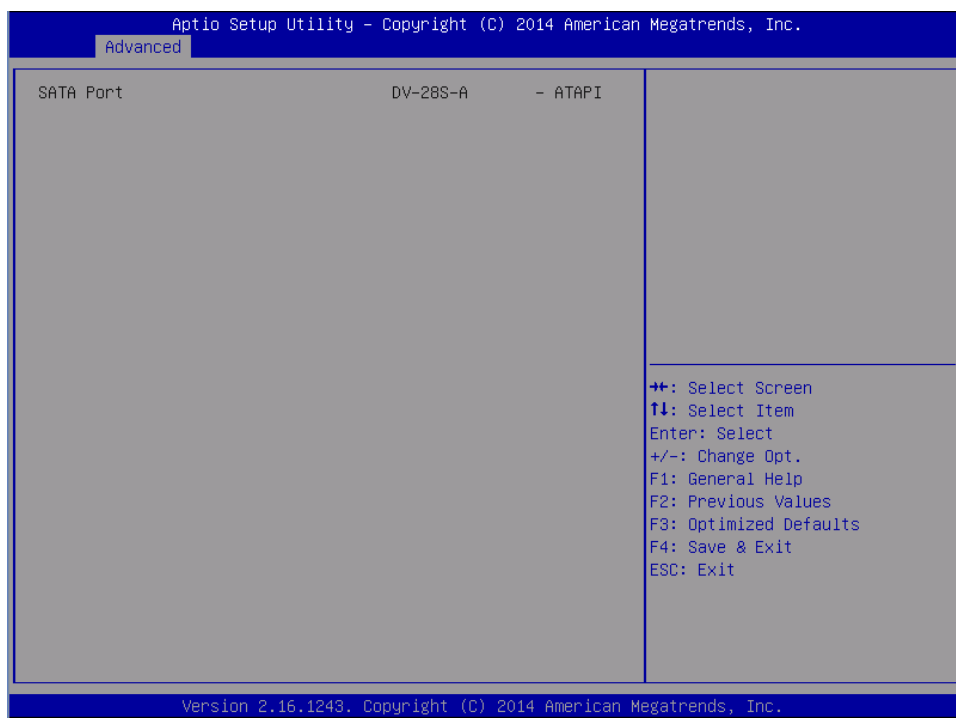 Aptio Setup Utility – Copyright (C) 2014 American Megatrends, Inc.
Advanced
SATA Port DV-28S-A - ATAPI
→←: Select Screen
↑↓: Select Item
Enter: Select
+/-: Change Opt.
F1: General Help
F2: Previous Values
F3: Optimized Defaults
F4: Save & Exit
ESC: Exit
Version 2.16.1243. Copyright (C) 2014 American Megatrends, Inc.